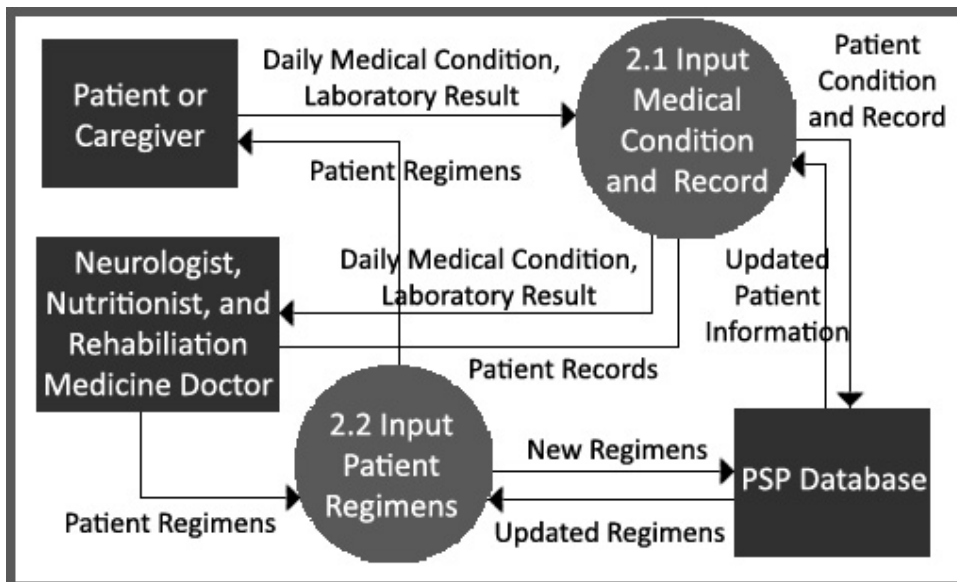 Patient or
Caregiver
Daily Medical Condition,
Laboratory Result
2.1 Input
Medical
Condition
and Record
Patient
Condition
and Record
Patient Regimens
Neurologist,
Nutritionist, and
Rehabiliation
Medicine Doctor
Daily Medical Condition,
Laboratory Result
Updated
Patient
Information
Patient Records
2.2 Input
Patient
Regimens
New Regimens
PSP Database
Patient Regimens
Updated Regimens